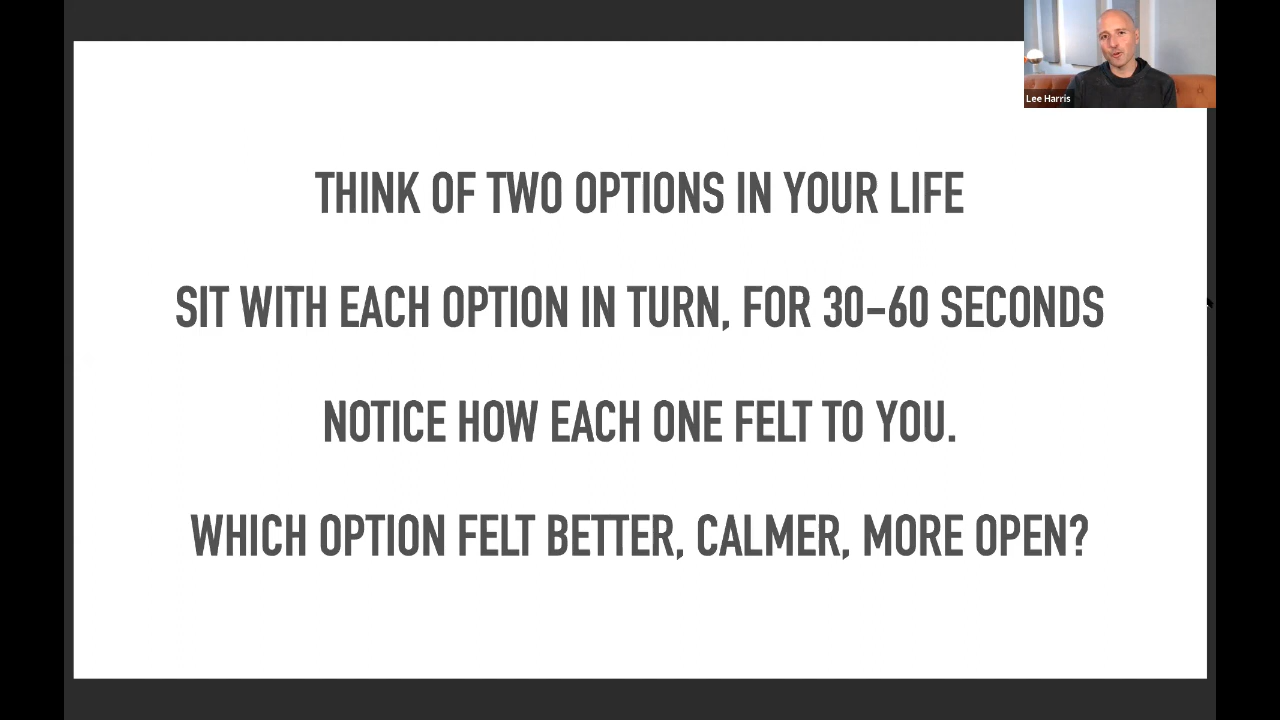 Lee Harris
THINK OF TWO OPTIONS IN YOUR LIFE
SIT WITH EACH OPTION IN TURN, FOR 30–60 SECONDS
NOTICE HOW EACH ONE FELT TO YOU.
WHICH OPTION FELT BETTER, CALMER, MORE OPEN?